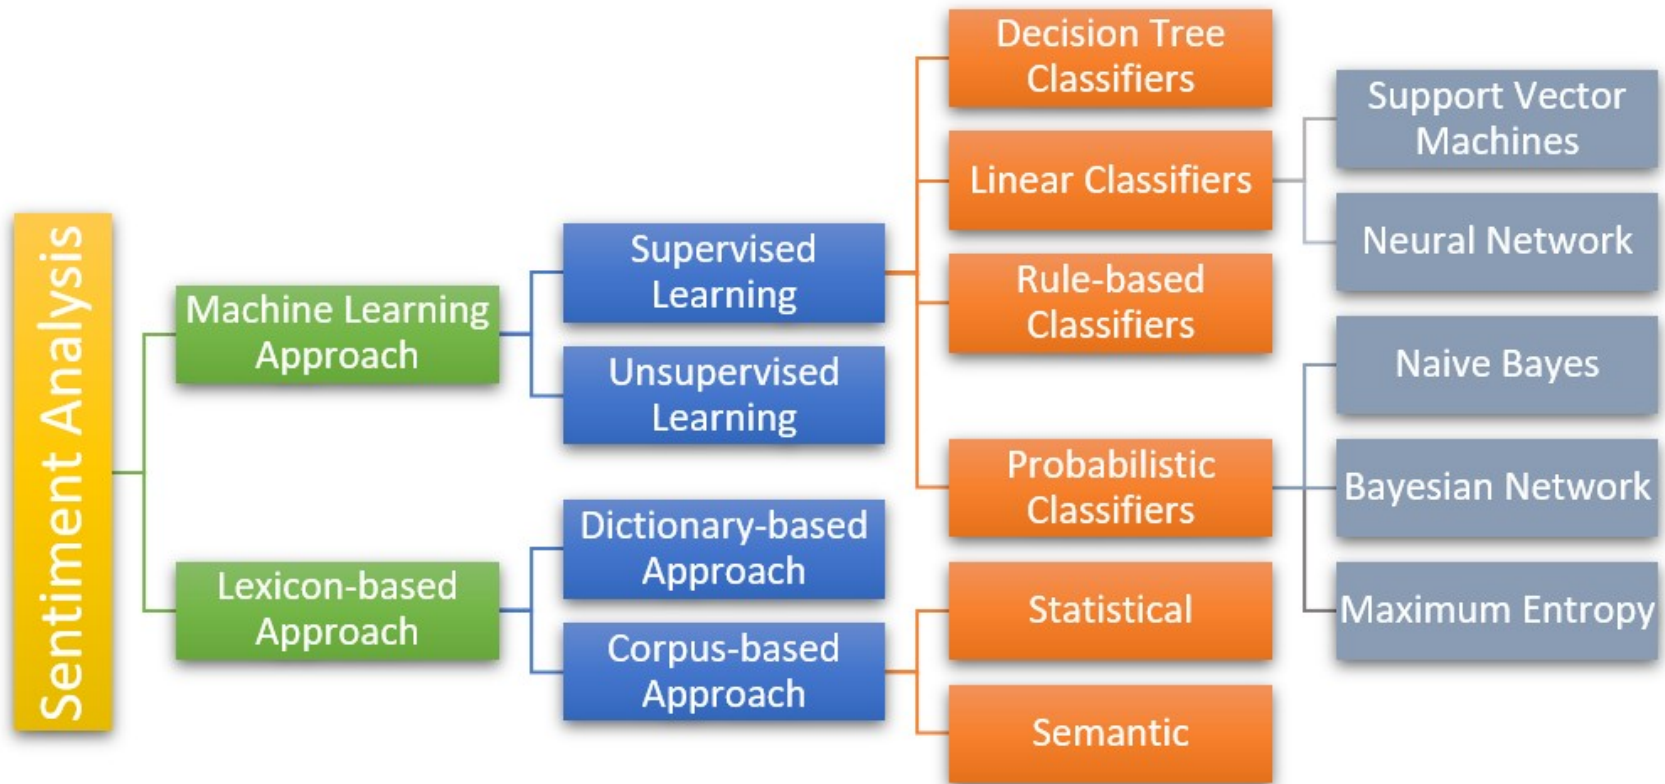 Sentiment Analysis
Machine Learning
Approach
Lexicon-based
Approach
Supervised
Learning
Unsupervised
Learning
Dictionary-based
Approach
Corpus-based
Approach
Decision Tree
Classifiers
Linear Classifiers
Rule-based
Classifiers
Probabilistic
Classifiers
Statistical
Semantic
Support Vector
Machines
Neural Network
Naive Bayes
Bayesian Network
Maximum Entropy